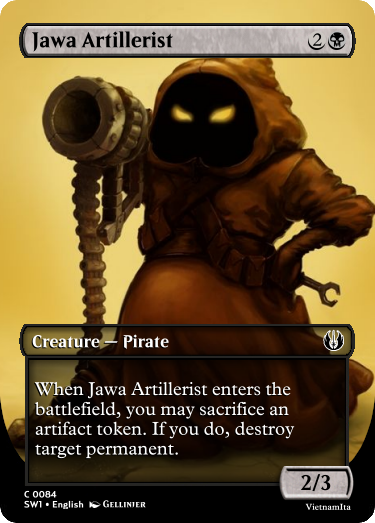 Jawa Artillerist 2
Creature — Pirate
When Jawa Artillerist enters the
battlefield, you may sacrifice an
artifact token. If you do, destroy
target permanent.
2/3
C 0084
SW1 • English Gellinier
VietnamIta